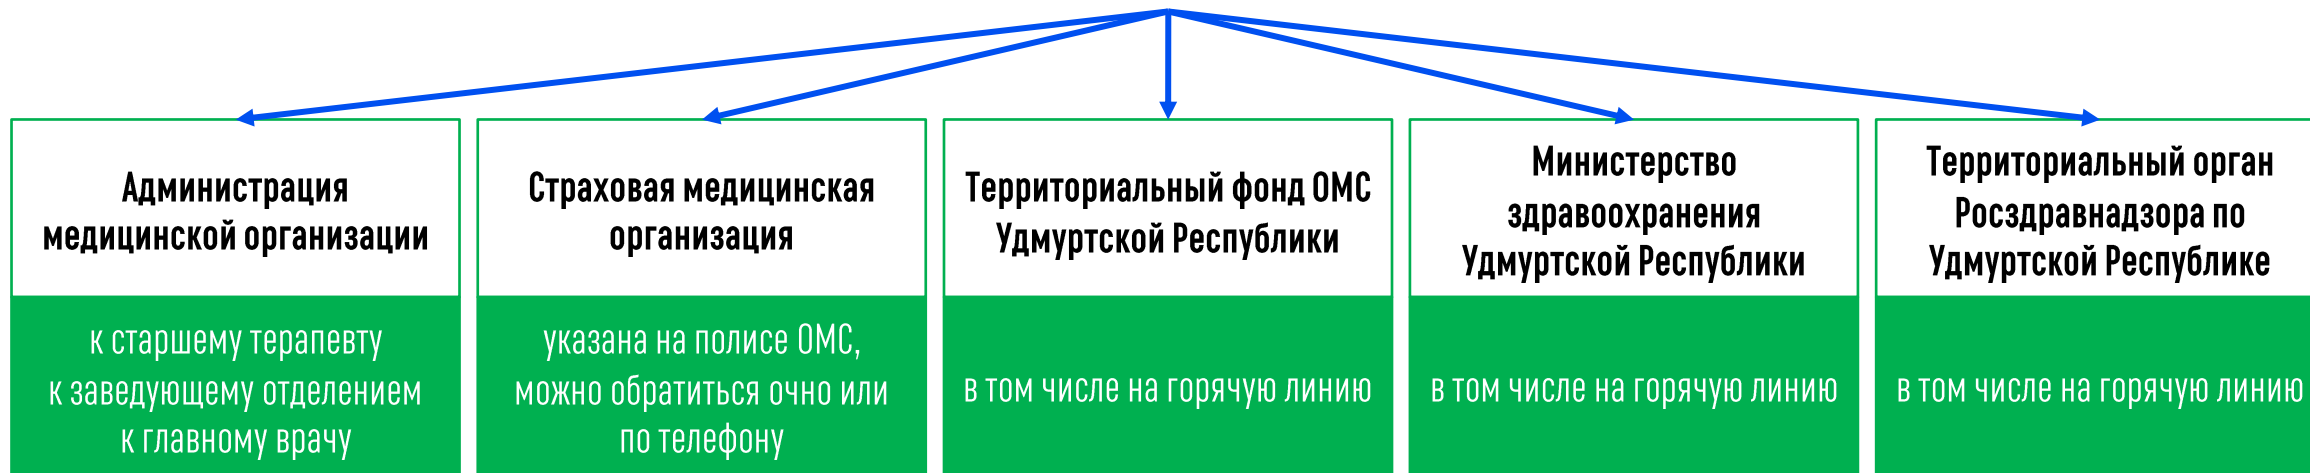 Администрация
медицинской организации
к старшему терапевту
к заведующему отделением
к главному врачу
Страховая медицинская
организация
указана на полисе ОМС,
можно обратиться очно или
по телефону
Территориальный фонд ОМС
Удмуртской Республики
в том числе на горячую линию
Министерство
здравоохранения
Удмуртской Республики
в том числе на горячую линию
Территориальный орган
Росздравнадзора по
Удмуртской Республике
в том числе на горячую линию